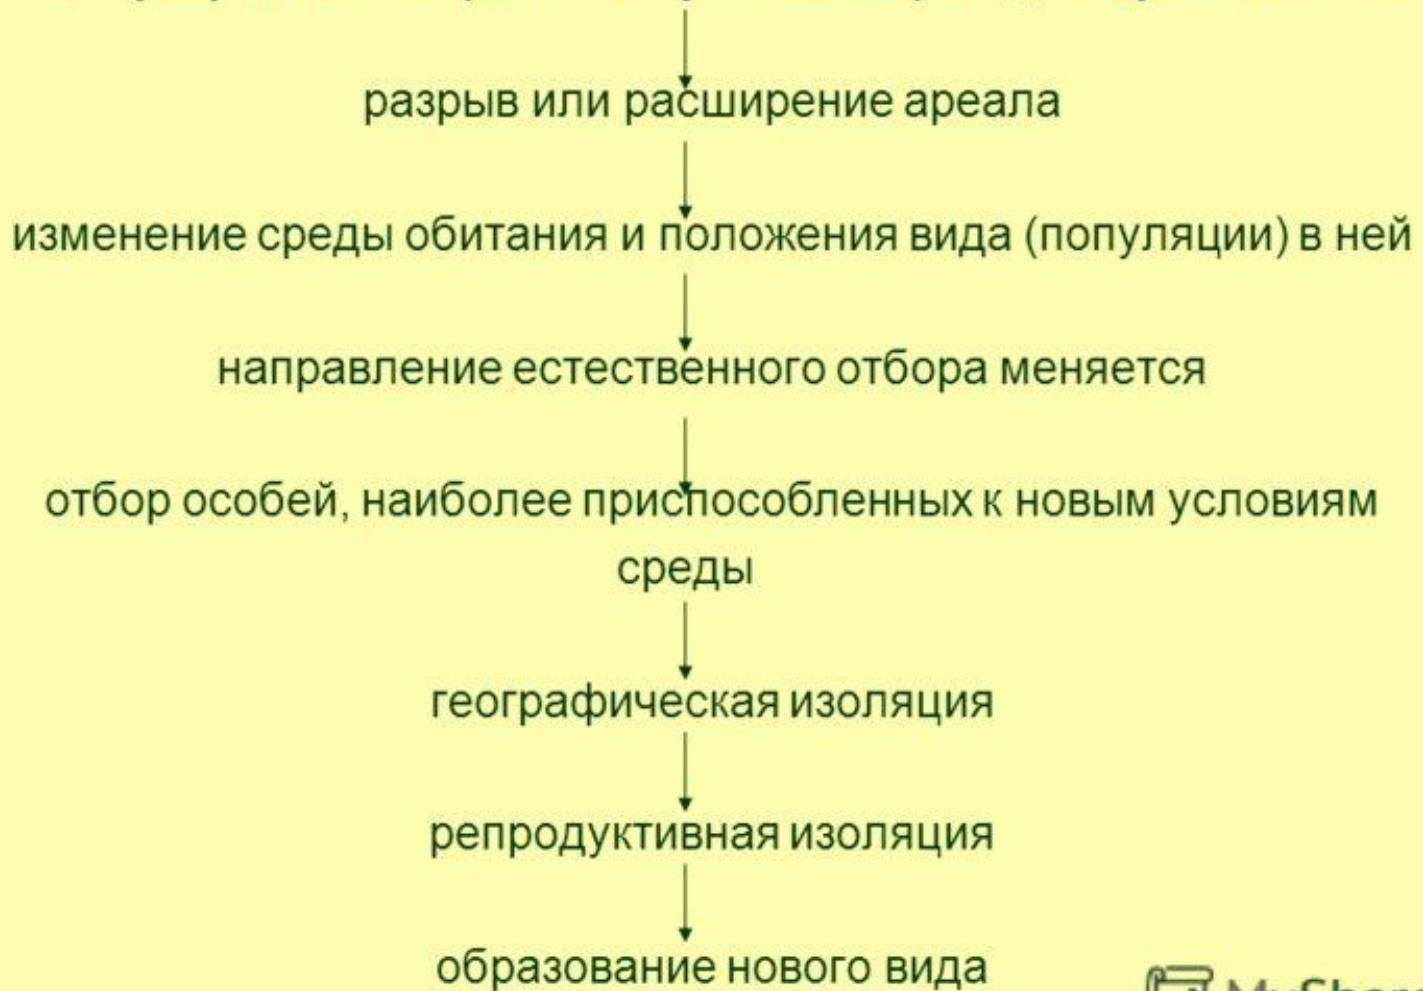 разрыв или расширение ареала
изменение среды обитания и положения вида (популяции) в ней
направление естественного отбора меняется
отбор особей, наиболее приспособленных к новым условиям
среды
географическая изоляция
репродуктивная изоляция
образование нового вида